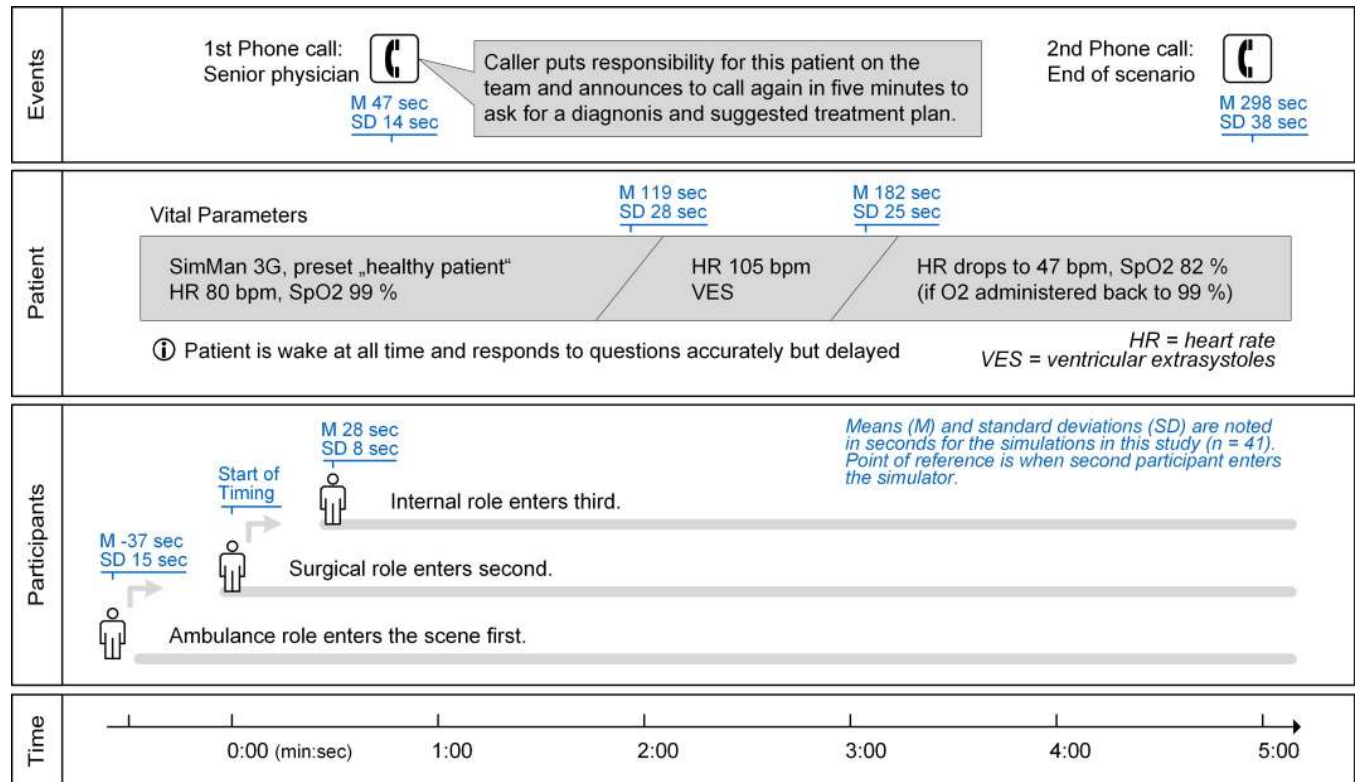 Events
1st Phone call:
Senior physician
M 47 sec
SD 14 sec
Caller puts responsibility for this patient on the
team and announces to call again in five minutes to
ask for a diagnonis and suggested treatment plan.
2nd Phone call:
End of scenario
M 298 sec
SD 38 sec
Patient
Vital Parameters
M 119 sec
SD 28 sec
M 182 sec
SD 25 sec
SimMan 3G, preset „healthy patient“
HR 80 bpm, SpO2 99 %
HR 105 bpm
VES
HR drops to 47 bpm, SpO2 82 %
(if O2 administered back to 99 %)
i Patient is wake at all time and responds to questions accurately but delayed
HR = heart rate
VES = ventricular extrasystoles
Participants
M 28 sec
SD 8 sec
Means (M) and standard deviations (SD) are noted
in seconds for the simulations in this study (n = 41).
Point of reference is when second participant enters
the simulator.
Start of
Timing
Internal role enters third.
M -37 sec
SD 15 sec
Surgical role enters second.
Ambulance role enters the scene first.
Time
0:00 (min:sec) 1:00 2:00 3:00 4:00 5:00